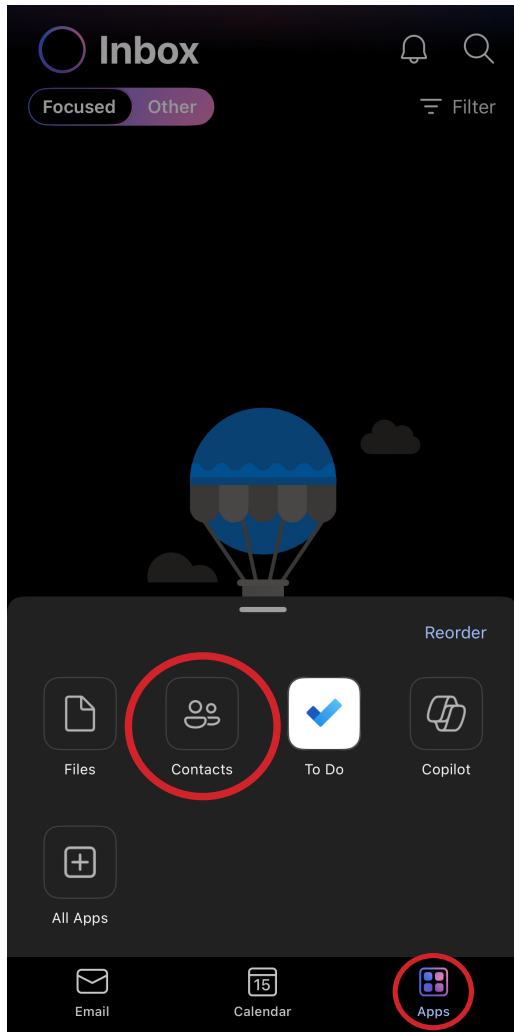 Inbox
Focused Other Filter
Reorder
Files Contacts To Do Copilot
All Apps
15
Email Calendar Apps